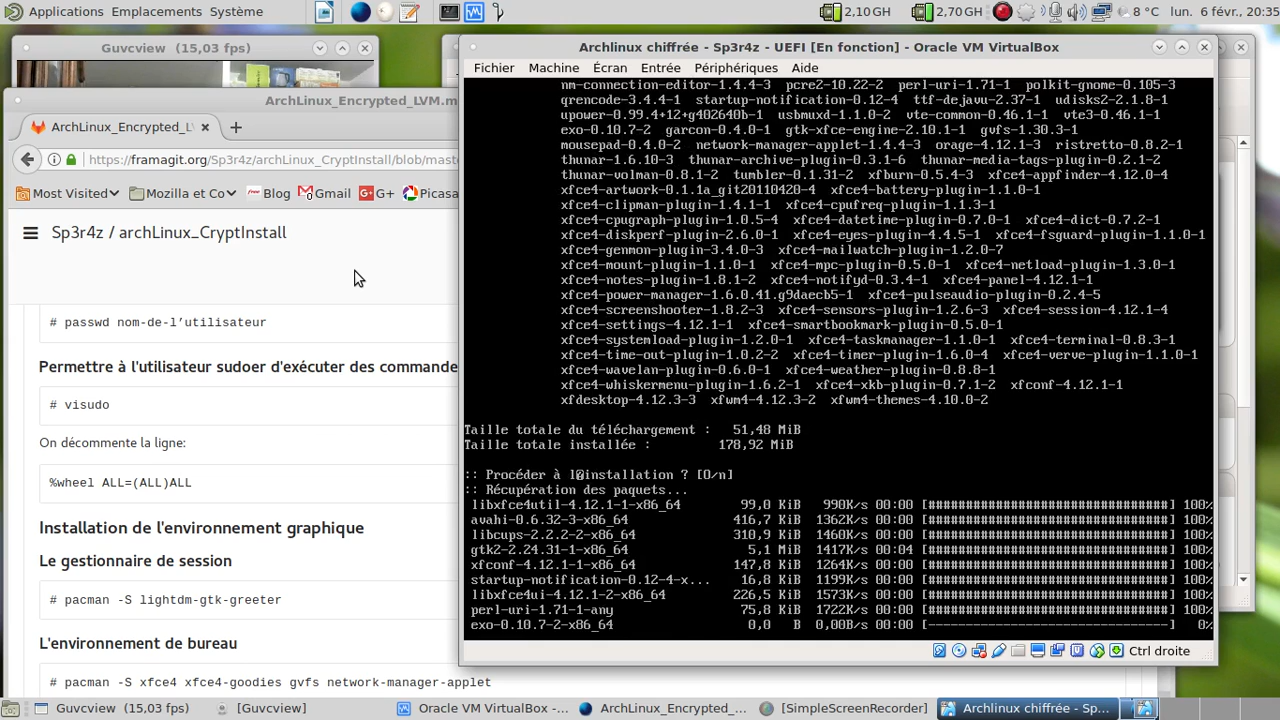 Applications Emplacements Système
2,10 GH
2,70 GH
8 °C
lun. 6 févr., 20:35
Guvcview (15,03 fps)
ArchLinux_Encrypted_LVM.m
ArchLinux_Encrypted_LV
https://framagit.org/Sp3r4z/archLinux_CryptInstall/blob/mast
Most Visited Mozilla et Co Blog Gmail G+ Picasa
Sp3r4z / archLinux_CryptInstall
# passwd nom-de-l’utilisateur
Permettre à l'utilisateur sudoer d'exécuter des commande
# visudo
On décommente la ligne:
%wheel ALL=(ALL)ALL
Installation de l'environnement graphique
Le gestionnaire de session
# pacman -S lightdm-gtk-greeter
L'environnement de bureau
# pacman -S xfce4 xfce4-goodies gvfs network-manager-applet
Archlinux chiffrée - Sp3r4z - UEFI [En fonction] - Oracle VM VirtualBox
Fichier Machine Écran Entrée Périphériques Aide
nm-connection-editor-1.4.4-3 pcre2-10.22-2 perl-uri-1.71-1 polkit-gnome-0.105-3
qrencode-3.4.4-1 startup-notification-0.12-4 ttf-dejavu-2.37-1 udisks2-2.1.8-1
upower-0.99.4+12+g402640b-1 usbmuxd-1.1.0-2 vte-common-0.46.1-1 vte3-0.46.1-1
exo-0.10.7-2 garcon-0.4.0-1 gtk-xfce-engine-2.10.1-1 gvfs-1.30.3-1
mousepad-0.4.0-2 network-manager-applet-1.4.4-3 orage-4.12.1-3 ristretto-0.8.2-1
thunar-1.6.10-3 thunar-archive-plugin-0.3.1-6 thunar-media-tags-plugin-0.2.1-2
thunar-volman-0.8.1-2 tumbler-0.1.31-2 xfburn-0.5.4-3 xfce4-appfinder-4.12.0-4
xfce4-artwork-0.1.1a_git20110420-4 xfce4-battery-plugin-1.1.0-1
xfce4-clipman-plugin-1.4.1-1 xfce4-cpufreq-plugin-1.1.3-1
xfce4-cpugraph-plugin-1.0.5-4 xfce4-datetime-plugin-0.7.0-1 xfce4-dict-0.7.2-1
xfce4-diskperf-plugin-2.6.0-1 xfce4-eyes-plugin-4.4.5-1 xfce4-fsguard-plugin-1.1.0-1
xfce4-genmon-plugin-3.4.0-3 xfce4-mailwatch-plugin-1.2.0-7
xfce4-mount-plugin-1.1.0-1 xfce4-mpc-plugin-0.5.0-1 xfce4-netload-plugin-1.3.0-1
xfce4-notes-plugin-1.8.1-2 xfce4-notifyd-0.3.4-1 xfce4-panel-4.12.1-1
xfce4-power-manager-1.6.0.41.g9daecb5-1 xfce4-pulseaudio-plugin-0.2.4-5
xfce4-screenshooter-1.8.2-3 xfce4-sensors-plugin-1.2.6-3 xfce4-session-4.12.1-4
xfce4-settings-4.12.1-1 xfce4-smartbookmark-plugin-0.5.0-1
xfce4-systemload-plugin-1.2.0-1 xfce4-taskmanager-1.1.0-1 xfce4-terminal-0.8.3-1
xfce4-time-out-plugin-1.0.2-2 xfce4-timer-plugin-1.6.0-4 xfce4-verve-plugin-1.1.0-1
xfce4-wavelan-plugin-0.6.0-1 xfce4-weather-plugin-0.8.8-1
xfce4-whiskermenu-plugin-1.6.2-1 xfce4-xkb-plugin-0.7.1-2 xfconf-4.12.1-1
xfdesktop-4.12.3-3 xfwm4-4.12.3-2 xfwm4-themes-4.10.0-2
Taille totale du téléchargement : 51,48 MiB
Taille totale installée : 178,92 MiB
:: Procéder à l�installation ? [O/n]
:: Récupération des paquets...
libxfce4util-4.12.1-1-x86_64 99,0 KiB 990K/s 00:00 [################################] 100%
avahi-0.6.32-3-x86_64 416,7 KiB 1362K/s 00:00 [################################] 100%
libcups-2.2.2-2-x86_64 310,9 KiB 1460K/s 00:00 [################################] 100%
gtk2-2.24.31-1-x86_64 5,1 MiB 1417K/s 00:04 [################################] 100%
xfconf-4.12.1-1-x86_64 147,8 KiB 1264K/s 00:00 [################################] 100%
startup-notification-0.12-4-x... 16,8 KiB 1199K/s 00:00 [################################] 100%
libxfce4ui-4.12.1-2-x86_64 226,5 KiB 1573K/s 00:00 [################################] 100%
perl-uri-1.71-1-any 75,8 KiB 1722K/s 00:00 [################################] 100%
exo-0.10.7-2-x86_64 0,0 B 0,00B/s 00:00 [--------------------------------] 0%
Ctrl droite
Guvcview (15,03 fps) [Guvcview] Oracle VM VirtualBox -... ArchLinux_Encrypted_... [SimpleScreenRecorder] Archlinux chiffrée - Sp...